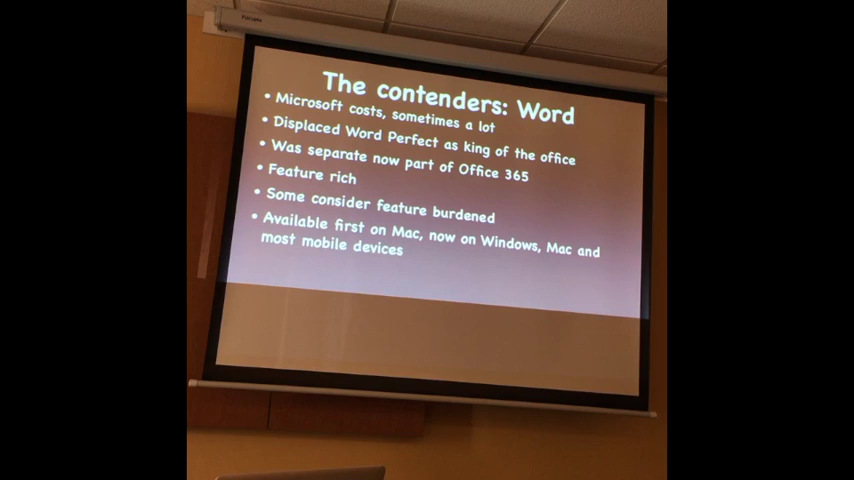 The contenders: Word
• Microsoft costs, sometimes a lot
• Displaced Word Perfect as king of the office
• Was separate now part of Office 365
• Feature rich
• Some consider feature burdened
• Available first on Mac, now on Windows, Mac and
most mobile devices